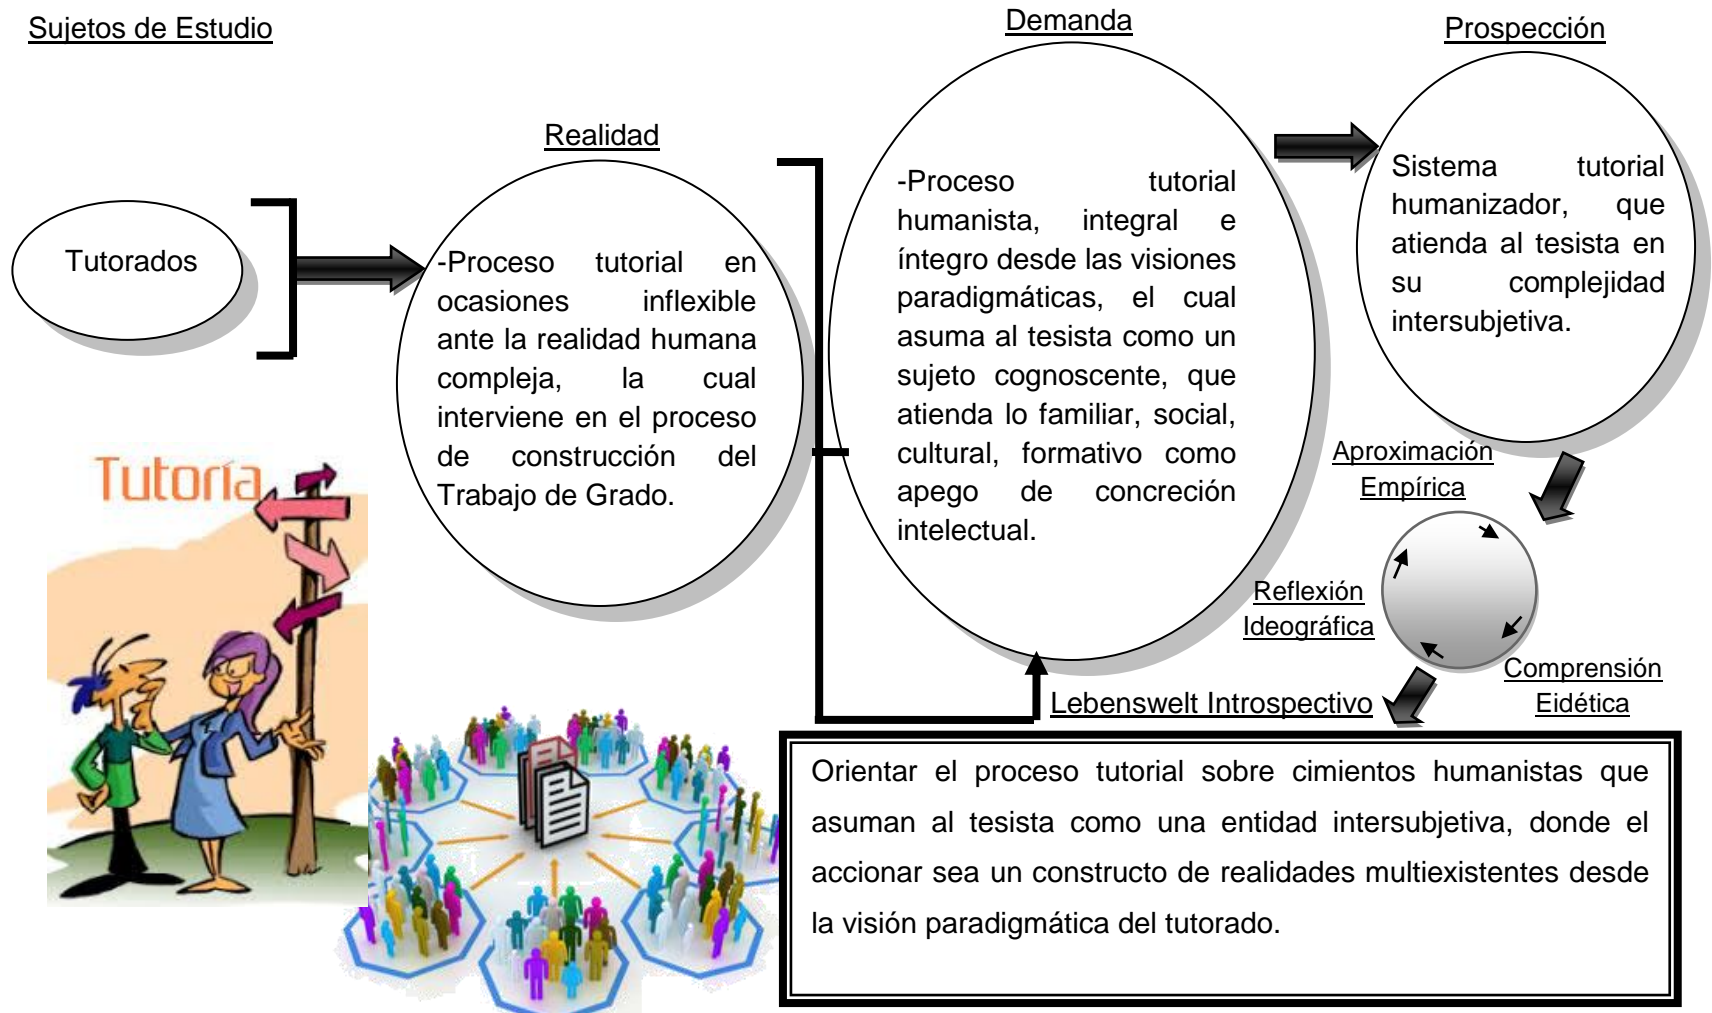 Sujetos de Estudio
Tutorados
Realidad
-Proceso tutorial en
ocasiones inflexible
ante la realidad humana
compleja, la cual
interviene en el proceso
de construcción del
Trabajo de Grado.
Demanda
-Proceso tutorial
humanista, integral e
íntegro desde las visiones
paradigmáticas, el cual
asuma al tesista como un
sujeto cognoscente, que
atienda lo familiar, social,
cultural, formativo como
apego de concreción
intelectual.
Prospección
Sistema tutorial
humanizador, que
atienda al tesista en
su complejidad
intersubjetiva.
Aproximación
Empírica
Reflexión
Ideográfica
Comprensión
Eidética
Tutoría
Lebenswelt Introspectivo
Orientar el proceso tutorial sobre cimientos humanistas que
asuman al tesista como una entidad intersubjetiva, donde el
accionar sea un constructo de realidades multiexistentes desde
la visión paradigmática del tutorado.